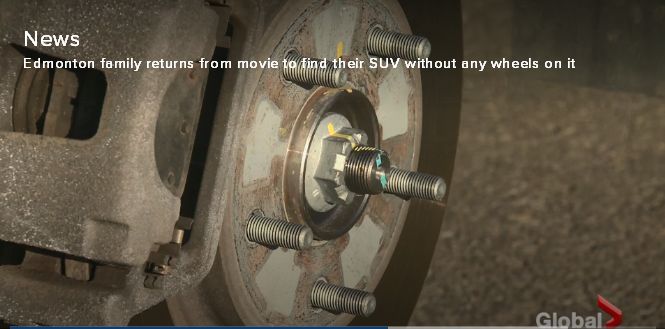 News
Edmonton family returns from movie to find their SUV without any wheels on it
Global